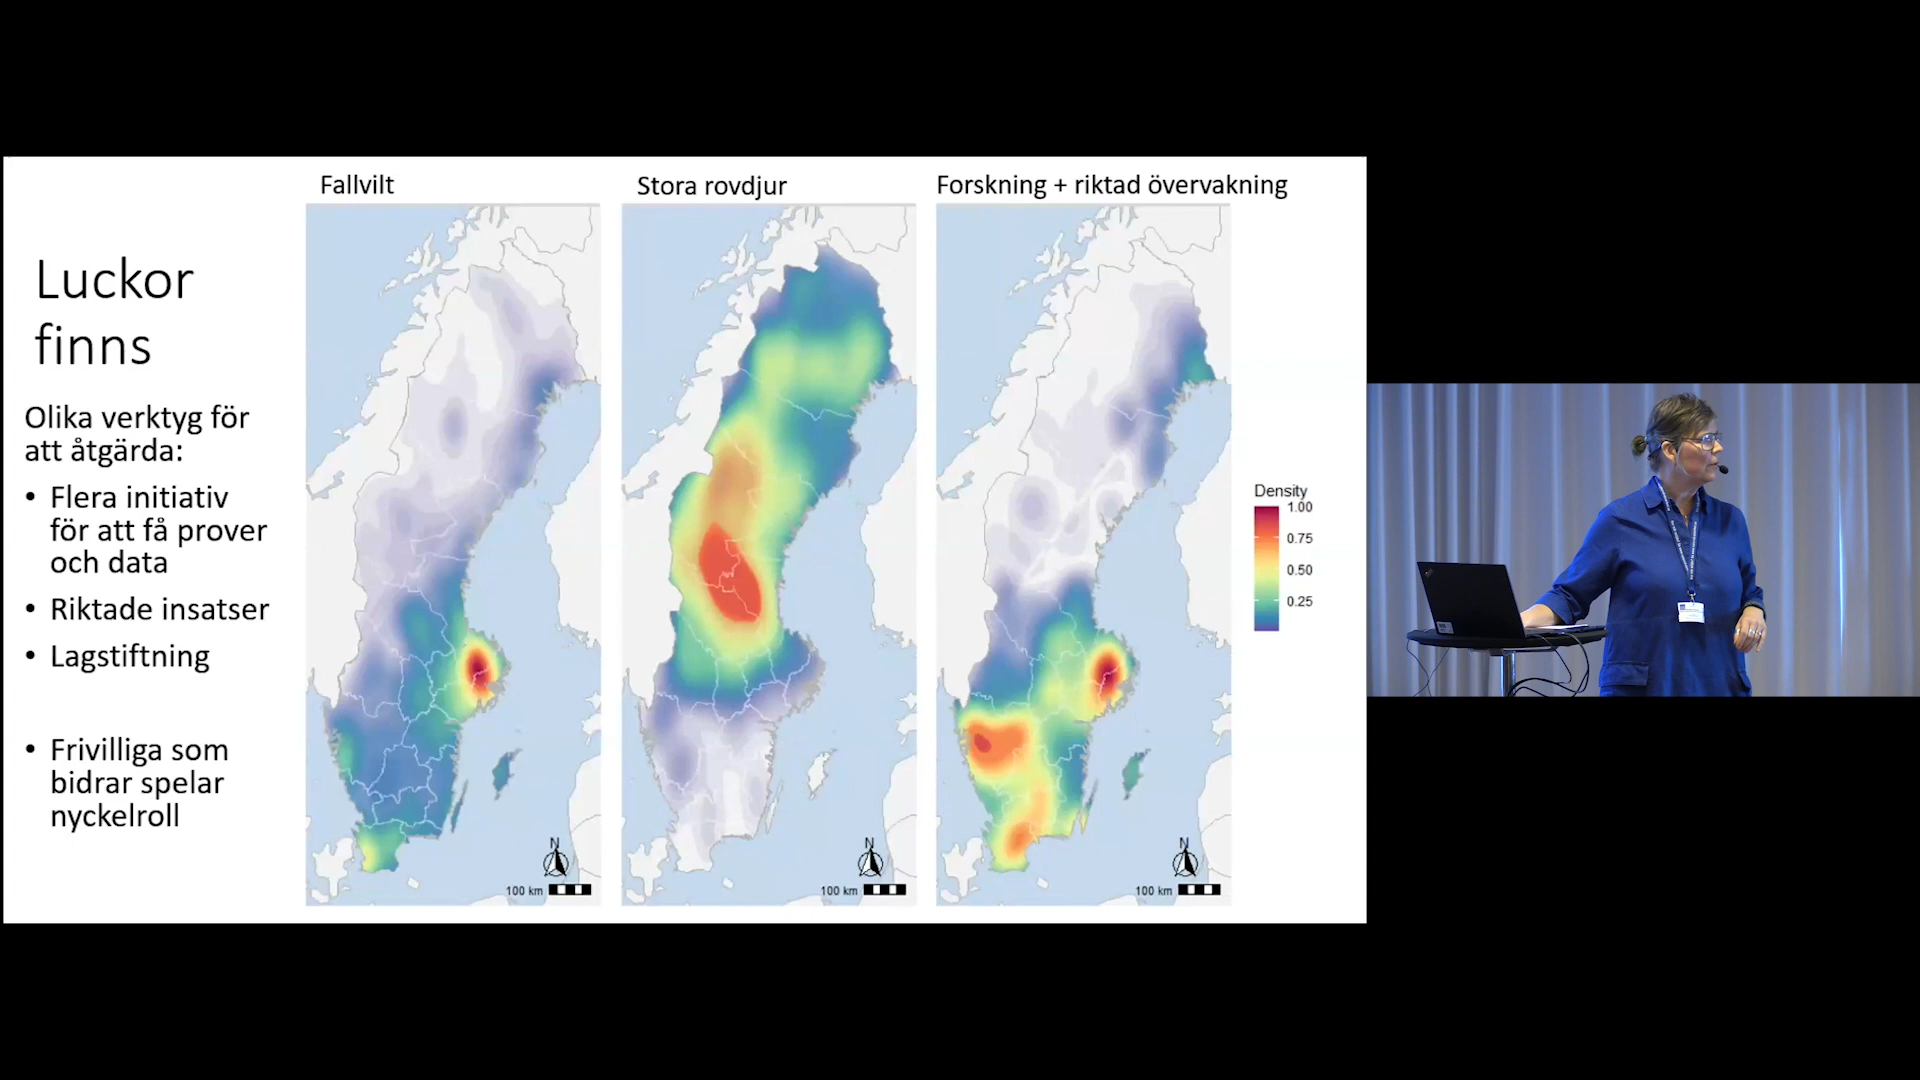 Luckor
finns
Olika verktyg för
att åtgärda:
• Flera initiativ
för att få prover
och data
• Riktade insatser
• Lagstiftning
• Frivilliga som
bidrar spelar
nyckelroll
Fallvilt
N
100 km
Stora rovdjur
N
100 km
Forskning + riktad övervakning
N
100 km
Density
1.00
0.75
0.50
0.25